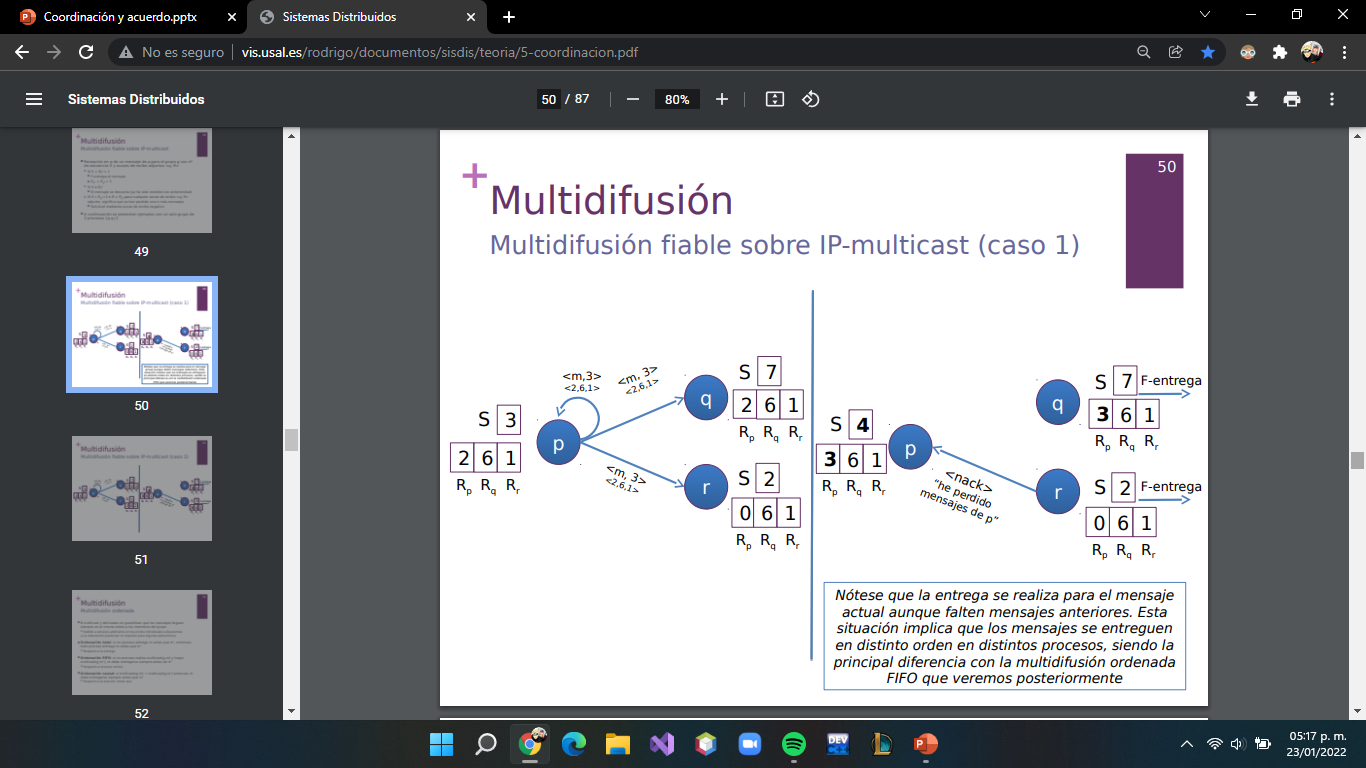 Coordinación y acuerdo.pptx
Sistemas Distribuidos
No es seguro
vis.usal.es/rodrigo/documentos/sisdis/teoria/5-coordinacion.pdf
Sistemas Distribuidos
50 / 87
80%
49
50
51
52
50
+
Multidifusión
Multidifusión fiable sobre IP-multicast (caso 1)
<m,3>
<2,6,1>
<m, 3>
<2,6,1>
S 7
q
2 6 1
Rp Rq Rr
S 3
p
2 6 1
Rp Rq Rr
<m, 3>
<2,6,1>
S 2
r
0 6 1
Rp Rq Rr
S 7 F-entrega
q
3 6 1
Rp Rq Rr
S 4
p
3 6 1
Rp Rq Rr
<nack>
“he perdido
mensajes de p”
S 2 F-entrega
r
0 6 1
Rp Rq Rr
Nótese que la entrega se realiza para el mensaje
actual aunque falten mensajes anteriores. Esta
situación implica que los mensajes se entreguen
en distinto orden en distintos procesos, siendo la
principal diferencia con la multidifusión ordenada
FIFO que veremos posteriormente
DEV
05:17 p. m.
23/01/2022